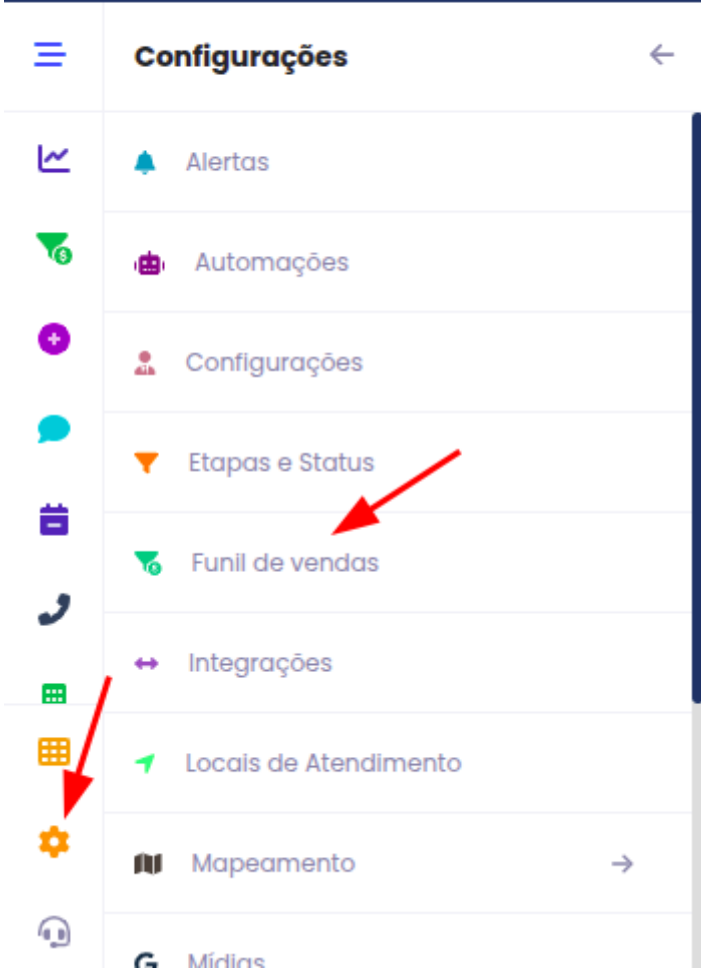 Configurações
Alertas
Automações
Configurações
Etapas e Status
Funil de vendas
Integrações
Locais de Atendimento
Mapeamento
Mídias